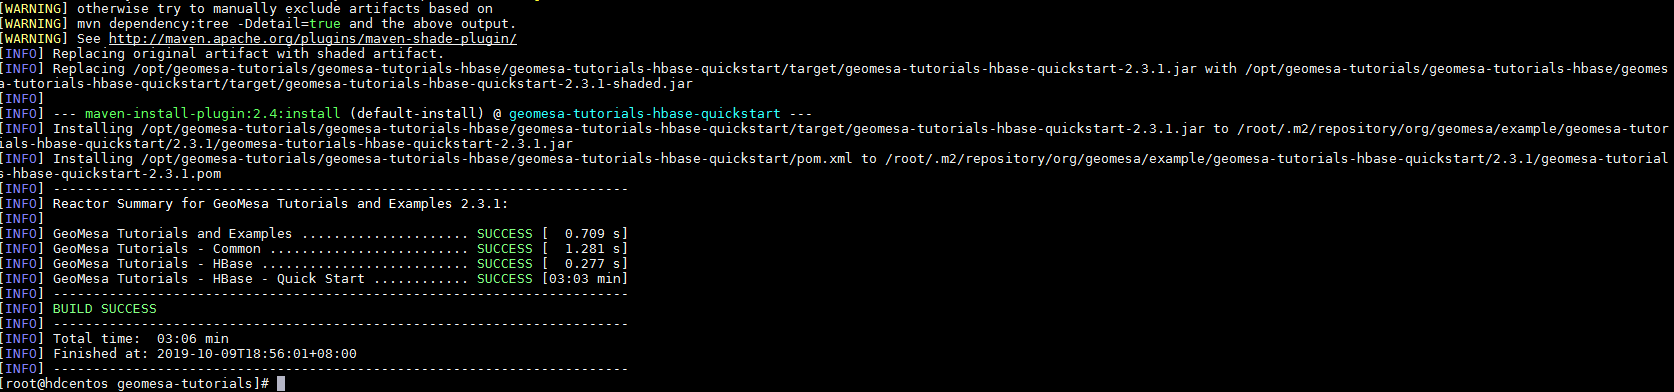 [WARNING] otherwise try to manually exclude artifacts based on
[WARNING] mvn dependency:tree -Ddetail=true and the above output.
[WARNING] See http://maven.apache.org/plugins/maven-shade-plugin/
[INFO] Replacing original artifact with shaded artifact.
[INFO] Replacing /opt/geomesa-tutorials/geomesa-tutorials-hbase/geomesa-tutorials-hbase-quickstart/target/geomesa-tutorials-hbase-quickstart-2.3.1.jar with /opt/geomesa-tutorials/geomesa-tutorials-hbase/geomes
a-tutorials-hbase-quickstart/target/geomesa-tutorials-hbase-quickstart-2.3.1-shaded.jar
[INFO]
[INFO] --- maven-install-plugin:2.4:install (default-install) @ geomesa-tutorials-hbase-quickstart ---
[INFO] Installing /opt/geomesa-tutorials/geomesa-tutorials-hbase/geomesa-tutorials-hbase-quickstart/target/geomesa-tutorials-hbase-quickstart-2.3.1.jar to /root/.m2/repository/org/geomesa/example/geomesa-tutor
ials-hbase-quickstart/2.3.1/geomesa-tutorials-hbase-quickstart-2.3.1.jar
[INFO] Installing /opt/geomesa-tutorials/geomesa-tutorials-hbase/geomesa-tutorials-hbase-quickstart/pom.xml to /root/.m2/repository/org/geomesa/example/geomesa-tutorials-hbase-quickstart/2.3.1/geomesa-tutorial
s-hbase-quickstart-2.3.1.pom
[INFO] ------------------------------------------------------------------------
[INFO] Reactor Summary for GeoMesa Tutorials and Examples 2.3.1:
[INFO]
[INFO] GeoMesa Tutorials and Examples ..................... SUCCESS [  0.709 s]
[INFO] GeoMesa Tutorials - Common ......................... SUCCESS [  1.281 s]
[INFO] GeoMesa Tutorials - HBase .......................... SUCCESS [  0.277 s]
[INFO] GeoMesa Tutorials - HBase - Quick Start ............ SUCCESS [03:03 min]
[INFO] ------------------------------------------------------------------------
[INFO] BUILD SUCCESS
[INFO] ------------------------------------------------------------------------
[INFO] Total time:  03:06 min
[INFO] Finished at: 2019-10-09T18:56:01+08:00
[INFO] ------------------------------------------------------------------------
[root@hdcentos geomesa-tutorials]#